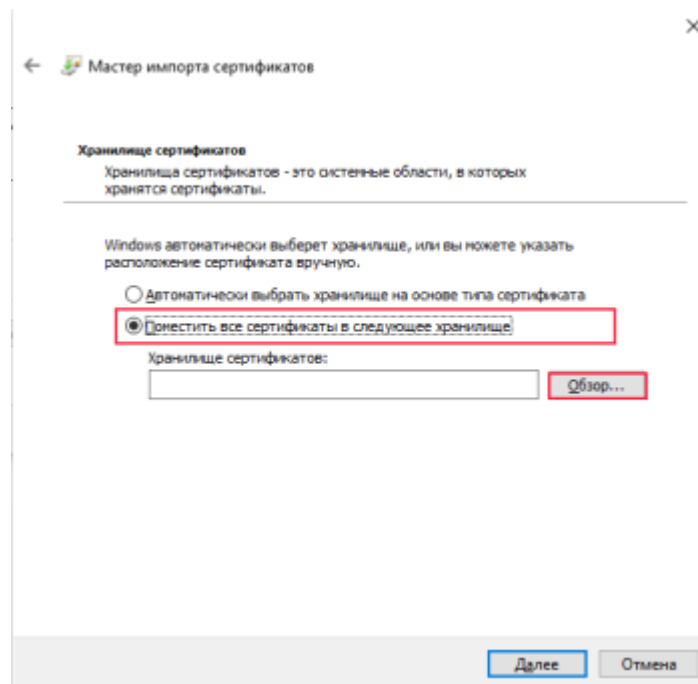 Мастер импорта сертификатов
Хранилище сертификатов
Хранилища сертификатов - это системные области, в которых
хранятся сертификаты.
Windows автоматически выберет хранилище, или вы можете указать
расположение сертификата вручную.
Автоматически выбрать хранилище на основе типа сертификата
Поместить все сертификаты в следующее хранилище
Хранилище сертификатов:
Обзор...
Далее
Отмена